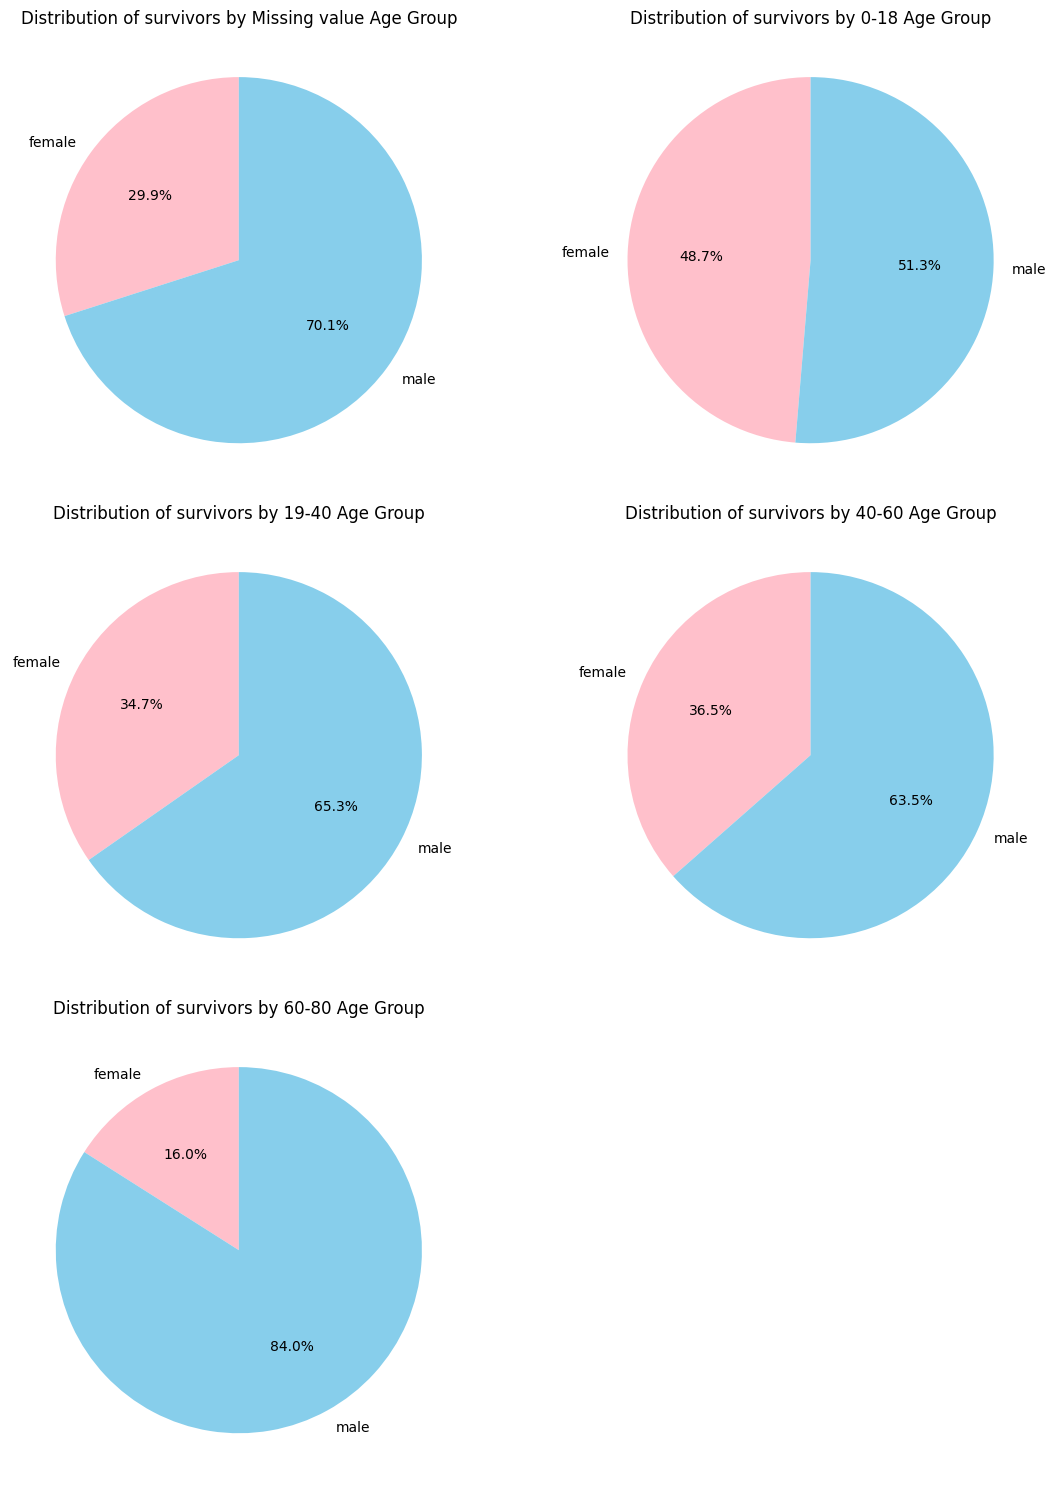 Distribution of survivors by Missing value Age Group
female
29.9%
70.1%
male
Distribution of survivors by 0-18 Age Group
female
48.7%
51.3%
male
Distribution of survivors by 19-40 Age Group
female
34.7%
65.3%
male
Distribution of survivors by 40-60 Age Group
female
36.5%
63.5%
male
Distribution of survivors by 60-80 Age Group
female
16.0%
84.0%
male